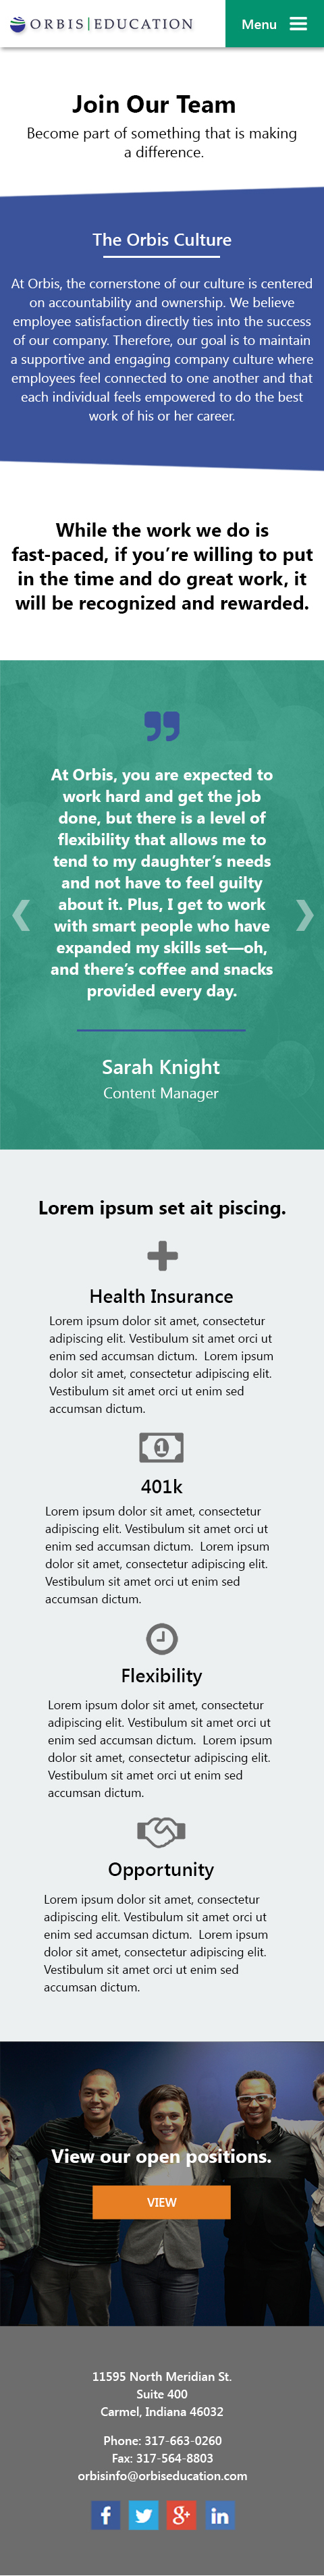 ORBIS|EDUCATION
Menu
Join Our Team
Become part of something that is making
a difference.
The Orbis Culture
At Orbis, the cornerstone of our culture is centered
on accountability and ownership. We believe
employee satisfaction directly ties into the success
of our company. Therefore, our goal is to maintain
a supportive and engaging company culture where
employees feel connected to one another and that
each individual feels empowered to do the best
work of his or her career.
While the work we do is
fast-paced, if you’re willing to put
in the time and do great work, it
will be recognized and rewarded.
”
At Orbis, you are expected to
work hard and get the job
done, but there is a level of
flexibility that allows me to
tend to my daughter’s needs
and not have to feel guilty
about it. Plus, I get to work
with smart people who have
expanded my skills set—oh,
and there’s coffee and snacks
provided every day.
Sarah Knight
Content Manager
Lorem ipsum set ait piscing.
Health Insurance
Lorem ipsum dolor sit amet, consectetur
adipiscing elit. Vestibulum sit amet orci ut
enim sed accumsan dictum.  Lorem ipsum
dolor sit amet, consectetur adipiscing elit.
Vestibulum sit amet orci ut enim sed
accumsan dictum.
1
401k
Lorem ipsum dolor sit amet, consectetur
adipiscing elit. Vestibulum sit amet orci ut
enim sed accumsan dictum.  Lorem ipsum
dolor sit amet, consectetur adipiscing elit.
Vestibulum sit amet orci ut enim sed
accumsan dictum.
Flexibility
Lorem ipsum dolor sit amet, consectetur
adipiscing elit. Vestibulum sit amet orci ut
enim sed accumsan dictum.  Lorem ipsum
dolor sit amet, consectetur adipiscing elit.
Vestibulum sit amet orci ut enim sed
accumsan dictum.
Opportunity
Lorem ipsum dolor sit amet, consectetur
adipiscing elit. Vestibulum sit amet orci ut
enim sed accumsan dictum.  Lorem ipsum
dolor sit amet, consectetur adipiscing elit.
Vestibulum sit amet orci ut enim sed
accumsan dictum.
View our open positions.
VIEW
11595 North Meridian St.
Suite 400
Carmel, Indiana 46032
Phone: 317-663-0260
Fax: 317-564-8803
orbisinfo@orbiseducation.com
f g+ in